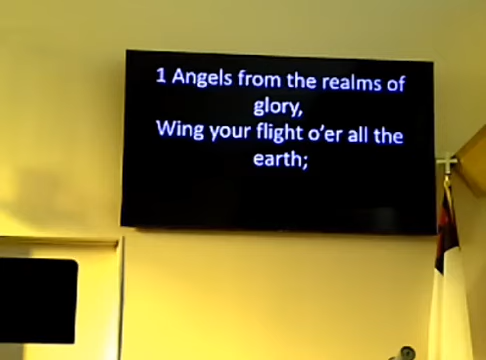 1 Angels from the realms of
glory,
Wing your flight o’er all the
earth;